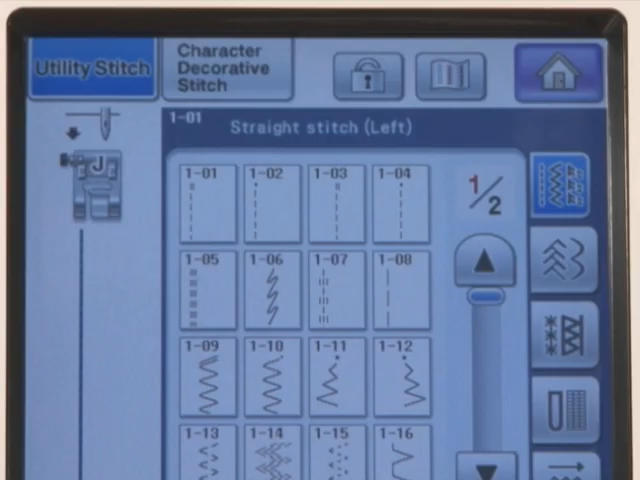 Utility Stitch
Character
Decorative
Stitch
1-01
Straight stitch (Left)
J
1-01 1-02 1-03 1-04
1/2
1-05 1-06 1-07 1-08
1-09 1-10 1-11 1-12
1-13 1-14 1-15 1-16